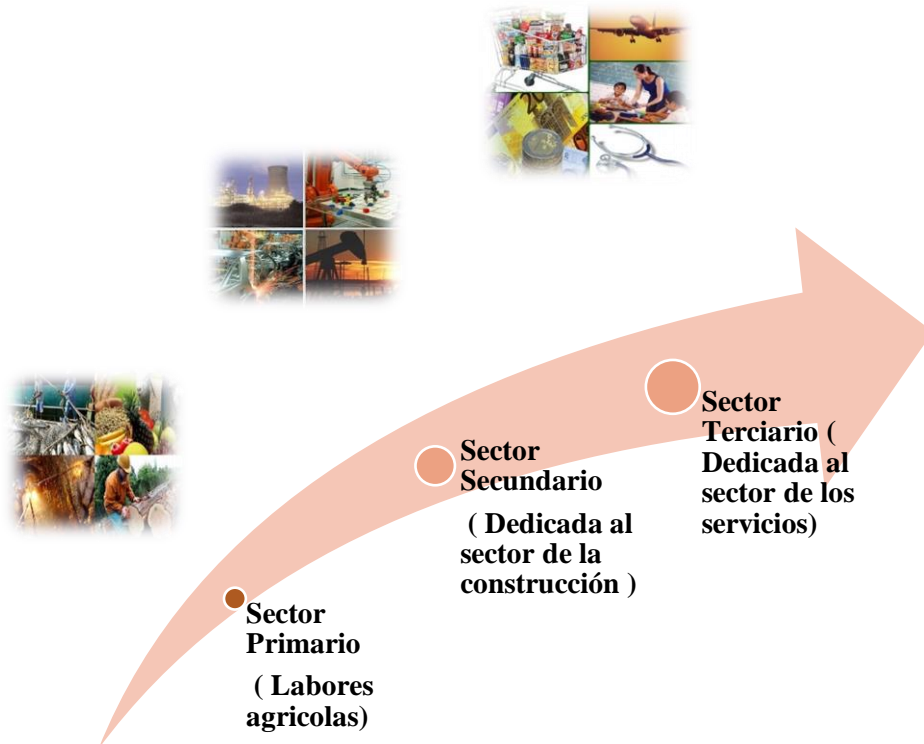 Sector
Primario
( Labores
agricolas)
Sector
Secundario
( Dedicada al
sector de la
construcción )
Sector
Terciario (
Dedicada al
sector de los
servicios)